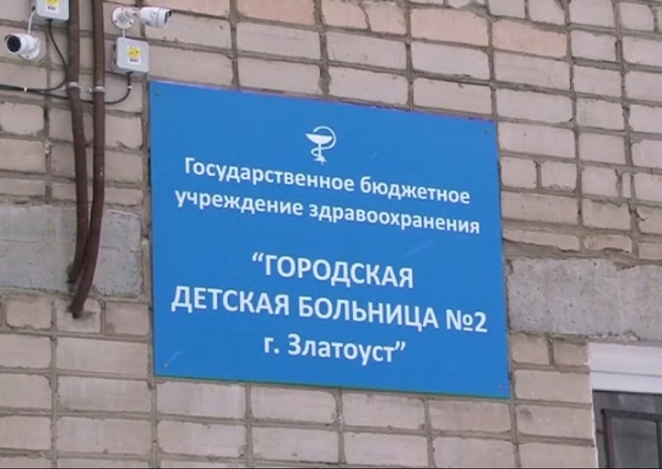 Государственное бюджетное
учреждение здравоохранения
“ГОРОДСКАЯ
ДЕТСКАЯ БОЛЬНИЦА №2
г. Златоуст”